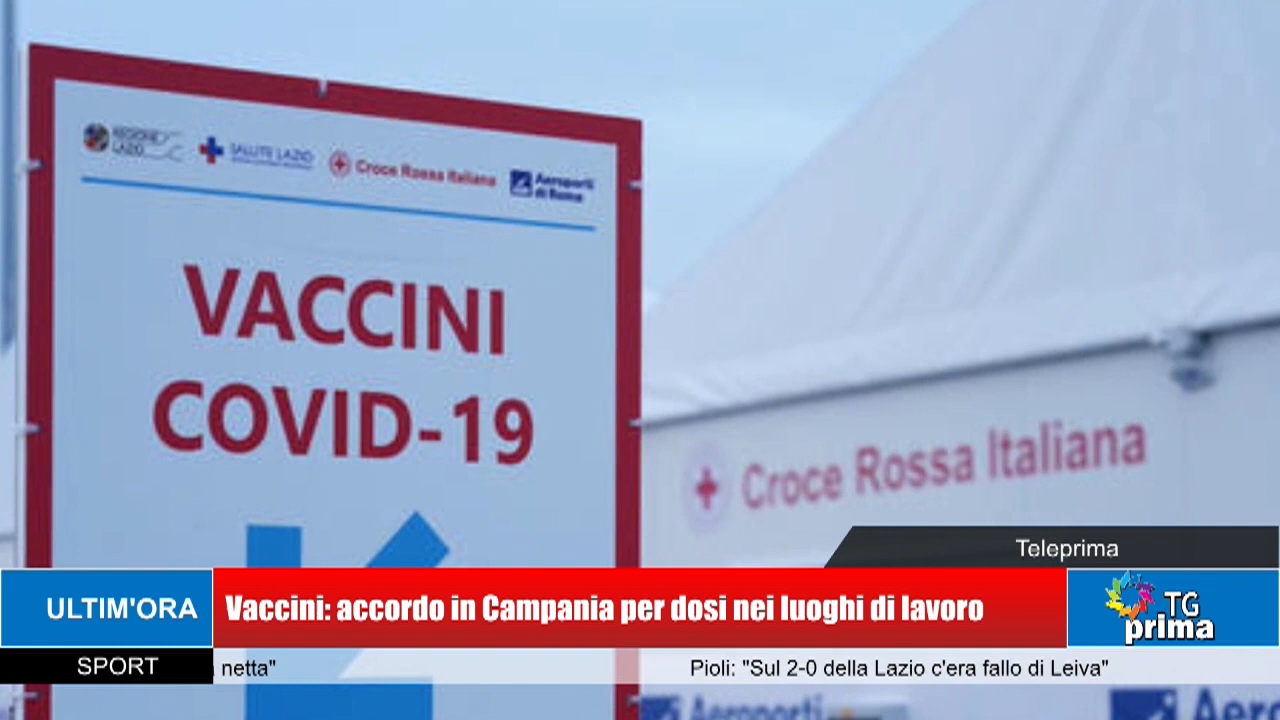 REGIONE
LAZIO
SALUTE LAZIO
Croce Rossa Italiana
Aeroporti
di Roma
VACCINI
COVID-19
Croce Rossa Italiana
Teleprima
ULTIM'ORA
Vaccini: accordo in Campania per dosi nei luoghi di lavoro
TG
prima
SPORT
netta"
Pioli: "Sul 2-0 della Lazio c'era fallo di Leiva"
Aeroporti